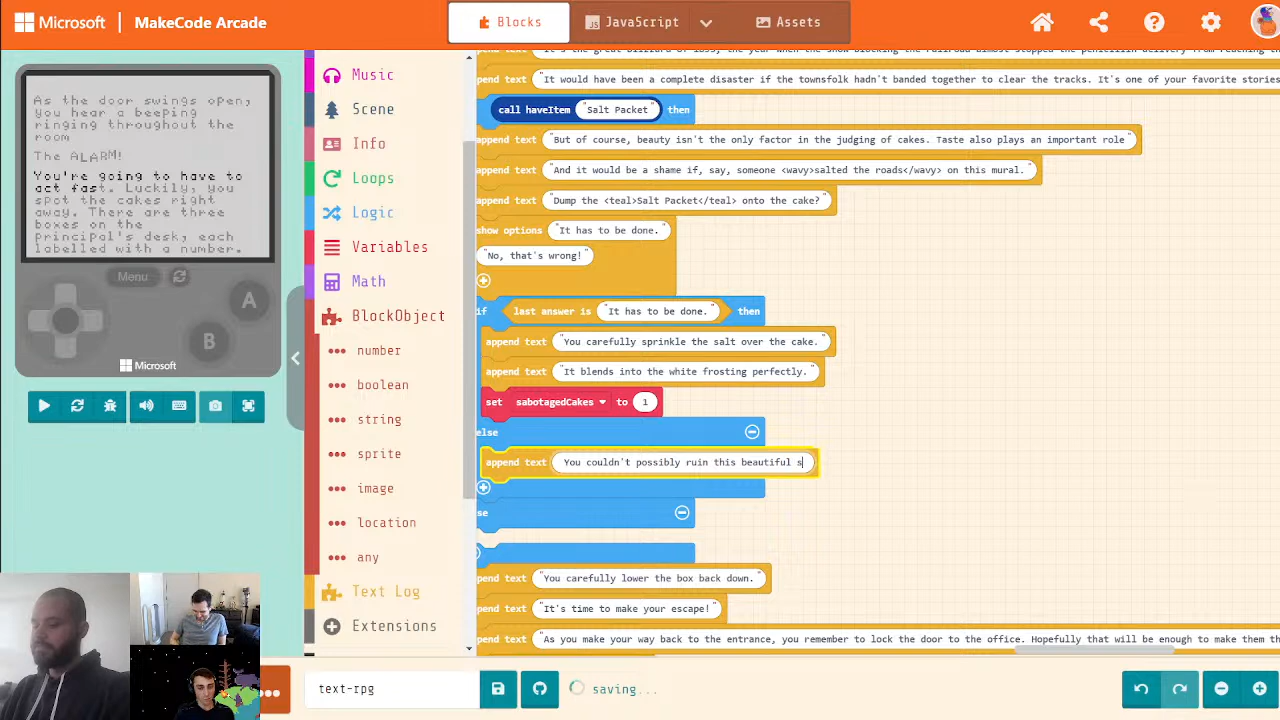 Microsoft
MakeCode Arcade
Blocks
JavaScript
Assets
As the door swings open,
you hear a beeping
ringing throughout the
room
The ALARM!
You're going to have to
act fast. Luckily, you
spot the cakes right
away. There are three
boxes on the
principal's desk, each
labelled with a number.
Menu
A
B
Microsoft
Music
Scene
Info
Loops
Logic
Variables
Math
BlockObject
number
boolean
string
sprite
image
location
any
Text Log
Extensions
pend text "It would have been a complete disaster if the townsfolk hadn't banded together to clear the tracks. It's one of your favorite stories
call haveItem "Salt Packet" then
append text "But of course, beauty isn't the only factor in the judging of cakes. Taste also plays an important role"
append text "And it would be a shame if, say, someone <wavy>salted the roads</wavy> on this mural."
append text "Dump the <teal>Salt Packet</teal> onto the cake?"
show options "It has to be done."
"No, that's wrong!"
if last answer is "It has to be done." then
append text "You carefully sprinkle the salt over the cake."
append text "It blends into the white frosting perfectly."
set sabotagedCakes to 1
else
append text You couldn't possibly ruin this beautiful s
se
pend text "You carefully lower the box back down."
pend text "It's time to make your escape!"
pend text "As you make your way back to the entrance, you remember to lock the door to the office. Hopefully that will be enough to make them th
text-rpg
saving...